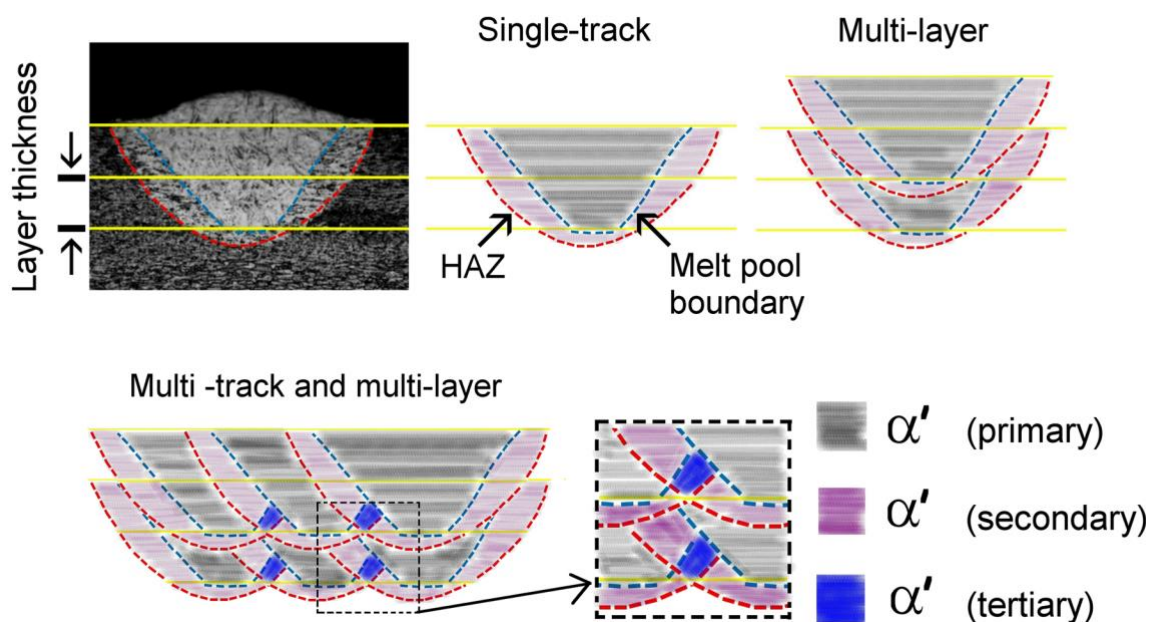 Single-track
Multi-layer
Layer thickness
HAZ
Melt pool
boundary
Multi -track and multi-layer
α′ (primary)
α′ (secondary)
α′ (tertiary)